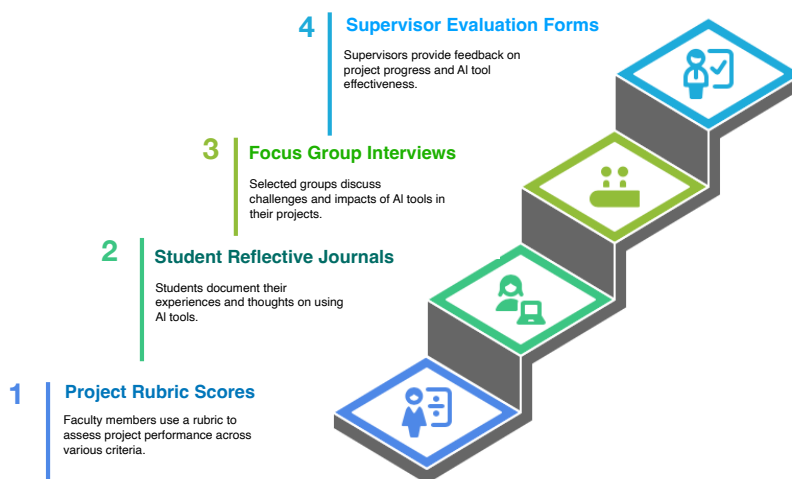 4
Supervisor Evaluation Forms
Supervisors provide feedback on
project progress and AI tool
effectiveness.
3
Focus Group Interviews
Selected groups discuss
challenges and impacts of AI tools in
their projects.
2
Student Reflective Journals
Students document their
experiences and thoughts on using
AI tools.
1
Project Rubric Scores
Faculty members use a rubric to
assess project performance across
various criteria.